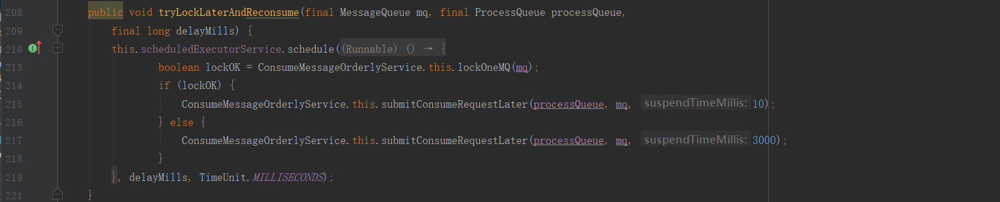 208 public void tryLockLaterAndReconsume(final MessageQueue mq, final ProcessQueue processQueue,
209 final long delayMills) {
210 this.scheduledExecutorService.schedule((Runnable) () → {
213 boolean lockOK = ConsumeMessageOrderlyService.this.lockOneMQ(mq);
214 if (lockOK) {
215 ConsumeMessageOrderlyService.this.submitConsumeRequestLater(processQueue, mq, suspendTimeMillis: 10);
216 } else {
217 ConsumeMessageOrderlyService.this.submitConsumeRequestLater(processQueue, mq, suspendTimeMillis: 3000);
218 }
219 }, delayMills, TimeUnit.MILLISECONDS);
221 }